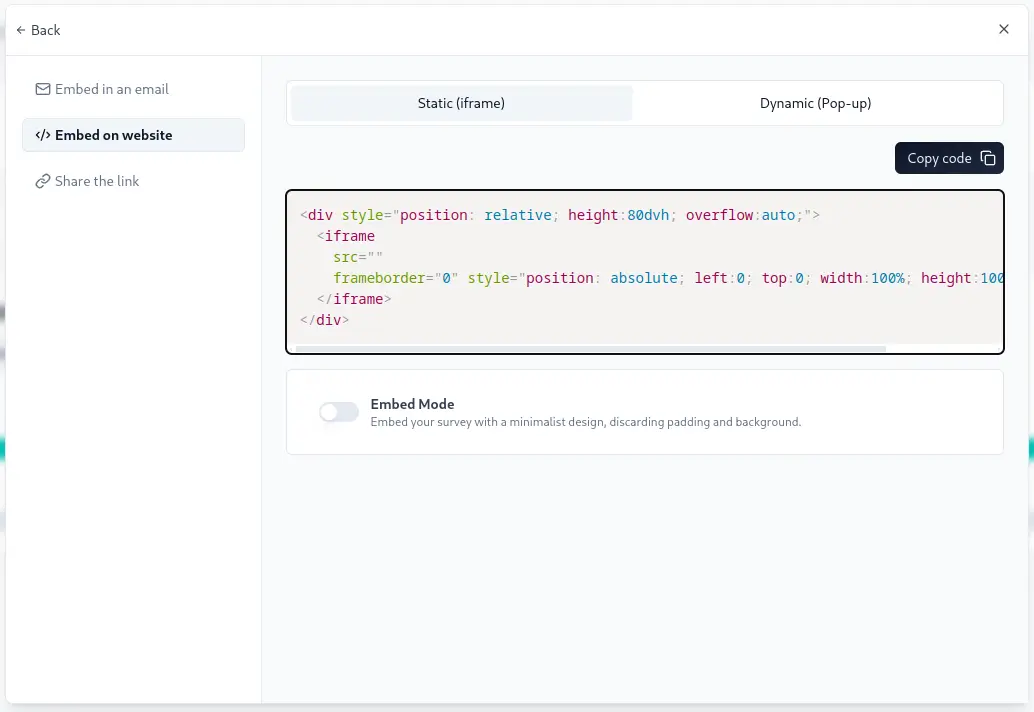 ← Back
Embed in an email
</> Embed on website
Share the link
Static (iframe)
Dynamic (Pop-up)
Copy code
<div style="position: relative; height:80dvh; overflow:auto;">
<iframe
src=""
frameborder="0" style="position: absolute; left:0; top:0; width:100%; height:100
</iframe>
</div>
Embed Mode
Embed your survey with a minimalist design, discarding padding and background.